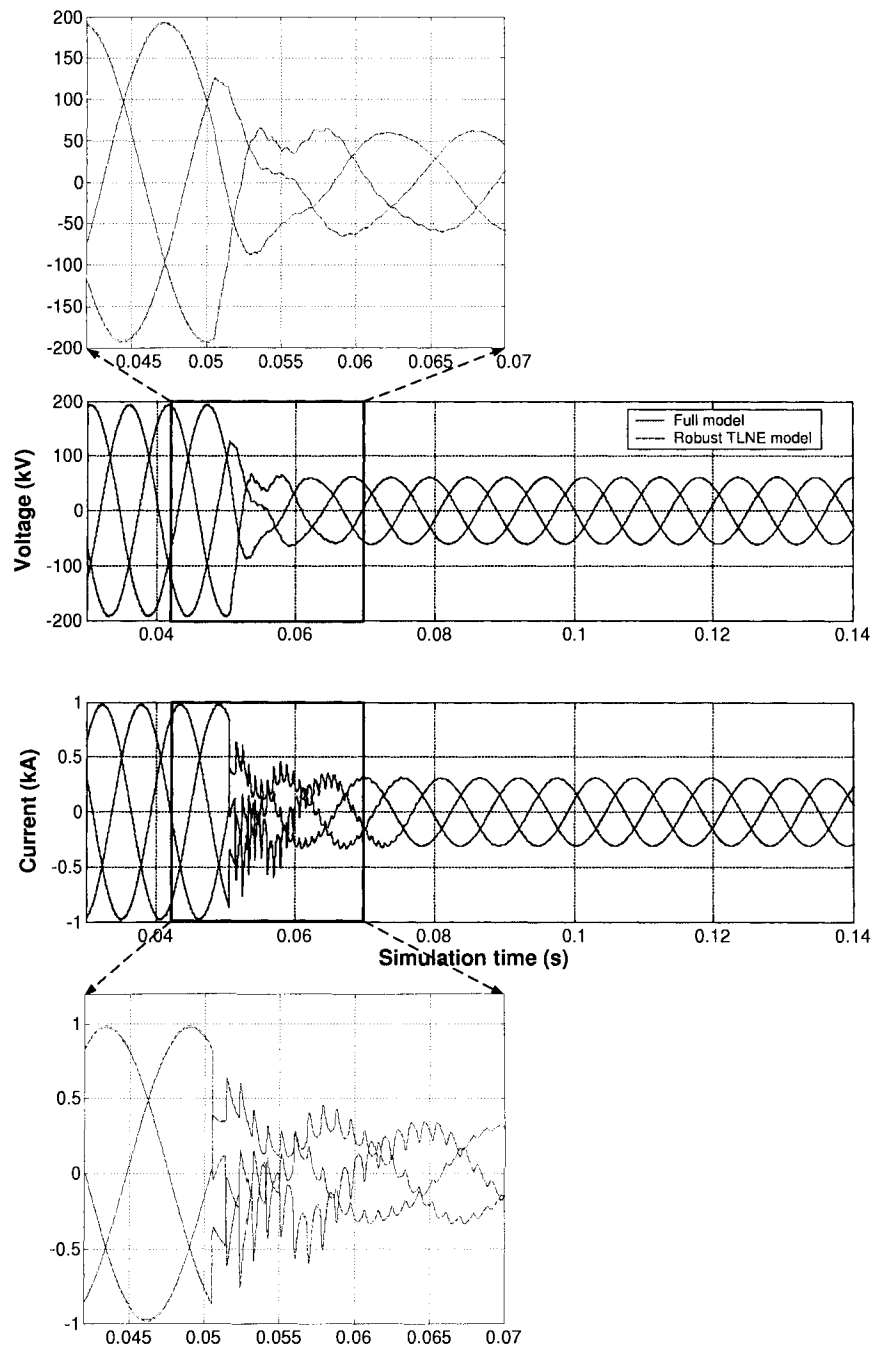 200
150
100
50
0
-50
-100
-150
-200
0.045 0.05 0.055 0.06 0.065 0.07
Voltage (kV)
200
100
0
-100
-200
Full model
Robust TLNE model
0.04 0.06 0.08 0.1 0.12 0.14
Current (kA)
1
0.5
0
-0.5
-1
0.04 0.06 0.08 0.1 0.12 0.14
Simulation time (s)
1
0.5
0
-0.5
-1
0.045 0.05 0.055 0.06 0.065 0.07